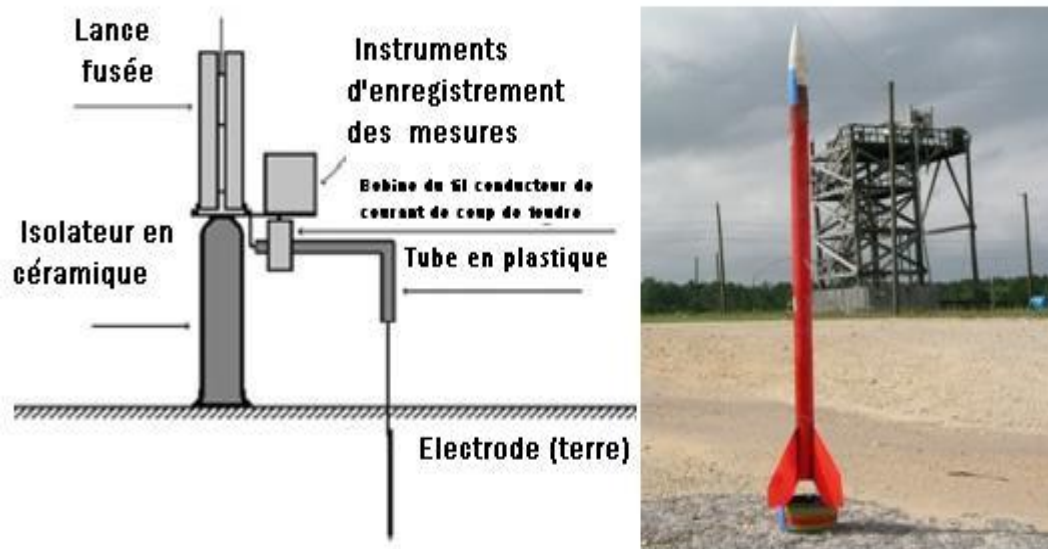 Lance
fusée
Instruments
d'enregistrement
des mesures
Bobine du fil conducteur de
courant de coup de foudre
Isolateur en
céramique
Tube en plastique
Electrode (terre)